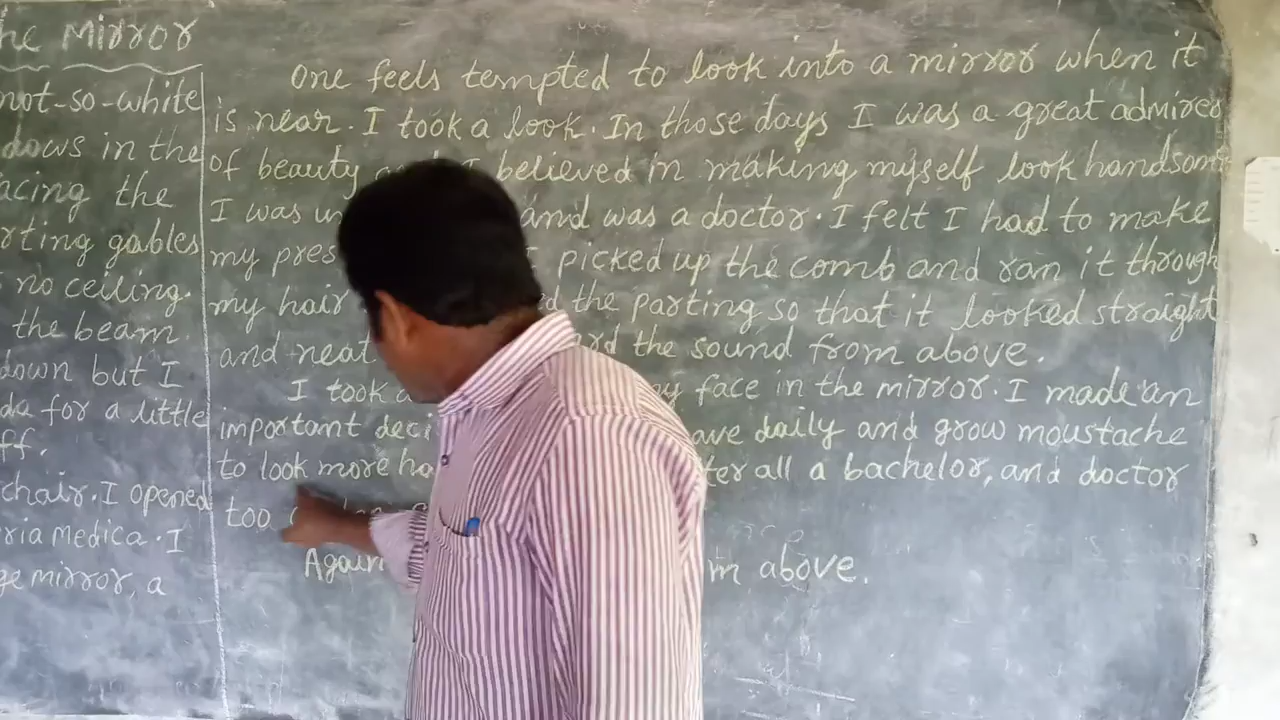 he Mirror
not-so-white
dows in the
acing the
rting gables
no ceiling.
the beam.
down but I
da for a little
ff.
chair. I opened
ria medica. I
ge mirror, a
One feels tempted to look into a mirror when it
is near. I took a look. In those days I was a great admirer
of beauty believed in making myself look handsome
I was and was a doctor. I felt I had to make
my pres picked up the comb and ran it through
my hair the parting so that it looked straight
and neat the sound from above.
I took face in the mirror. I made an
important deci ave daily and grow moustache
to look more ha ter all a bachelor, and doctor
too
Again m above.